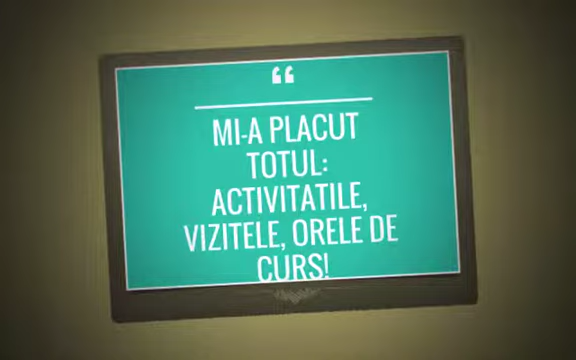 “
MI-A PLACUT
TOTUL:
ACTIVITATILE,
VIZITELE, ORELE DE
CURS!